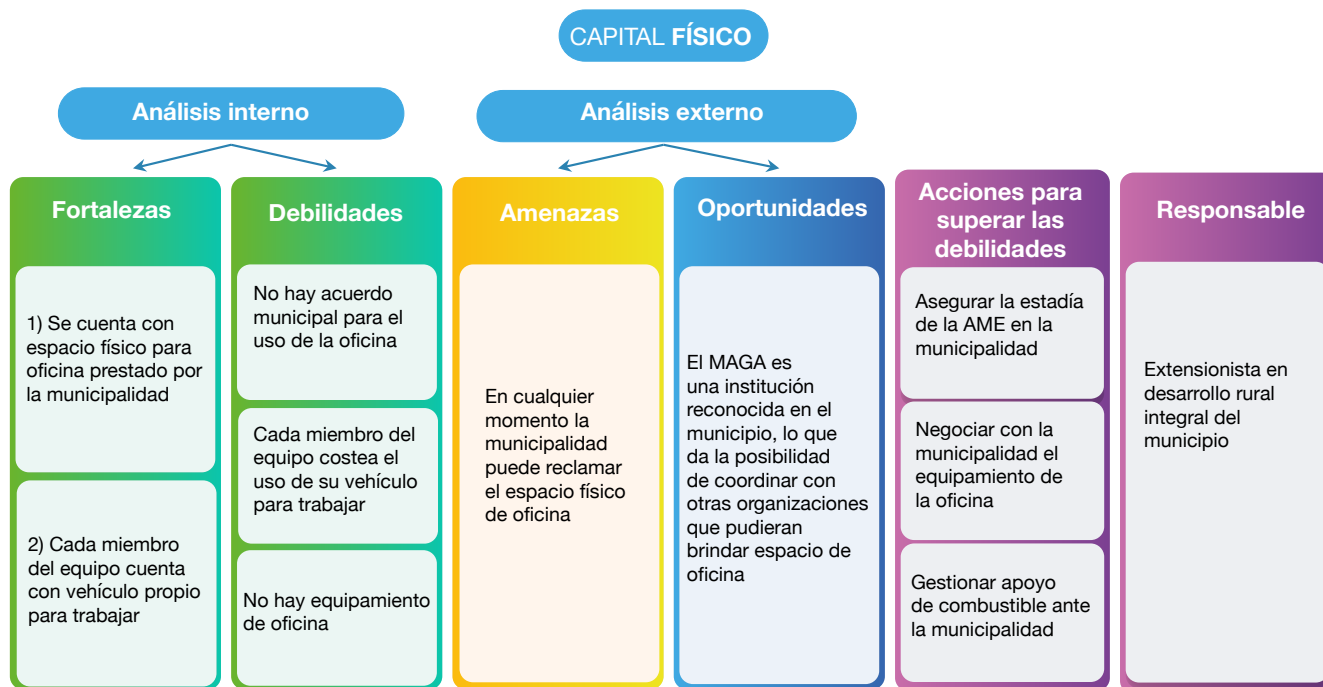 CAPITAL FÍSICO
Análisis interno
Análisis externo
Fortalezas
1) Se cuenta con
espacio físico para
oficina prestado por
la municipalidad
2) Cada miembro
del equipo cuenta
con vehículo propio
para trabajar
Debilidades
No hay acuerdo
municipal para el
uso de la oficina
Cada miembro del
equipo costea el
uso de su vehículo
para trabajar
No hay equipamiento
de oficina
Amenazas
En cualquier
momento la
municipalidad
puede reclamar
el espacio físico
de oficina
Oportunidades
El MAGA es
una institución
reconocida en el
municipio, lo que
da la posibilidad
de coordinar con
otras organizaciones
que pudieran
brindar espacio de
oficina
Acciones para
superar las
debilidades
Asegurar la estadía
de la AME en la
municipalidad
Negociar con la
municipalidad el
equipamiento de
la oficina
Gestionar apoyo
de combustible ante
la municipalidad
Responsable
Extensionista en
desarrollo rural
integral del
municipio